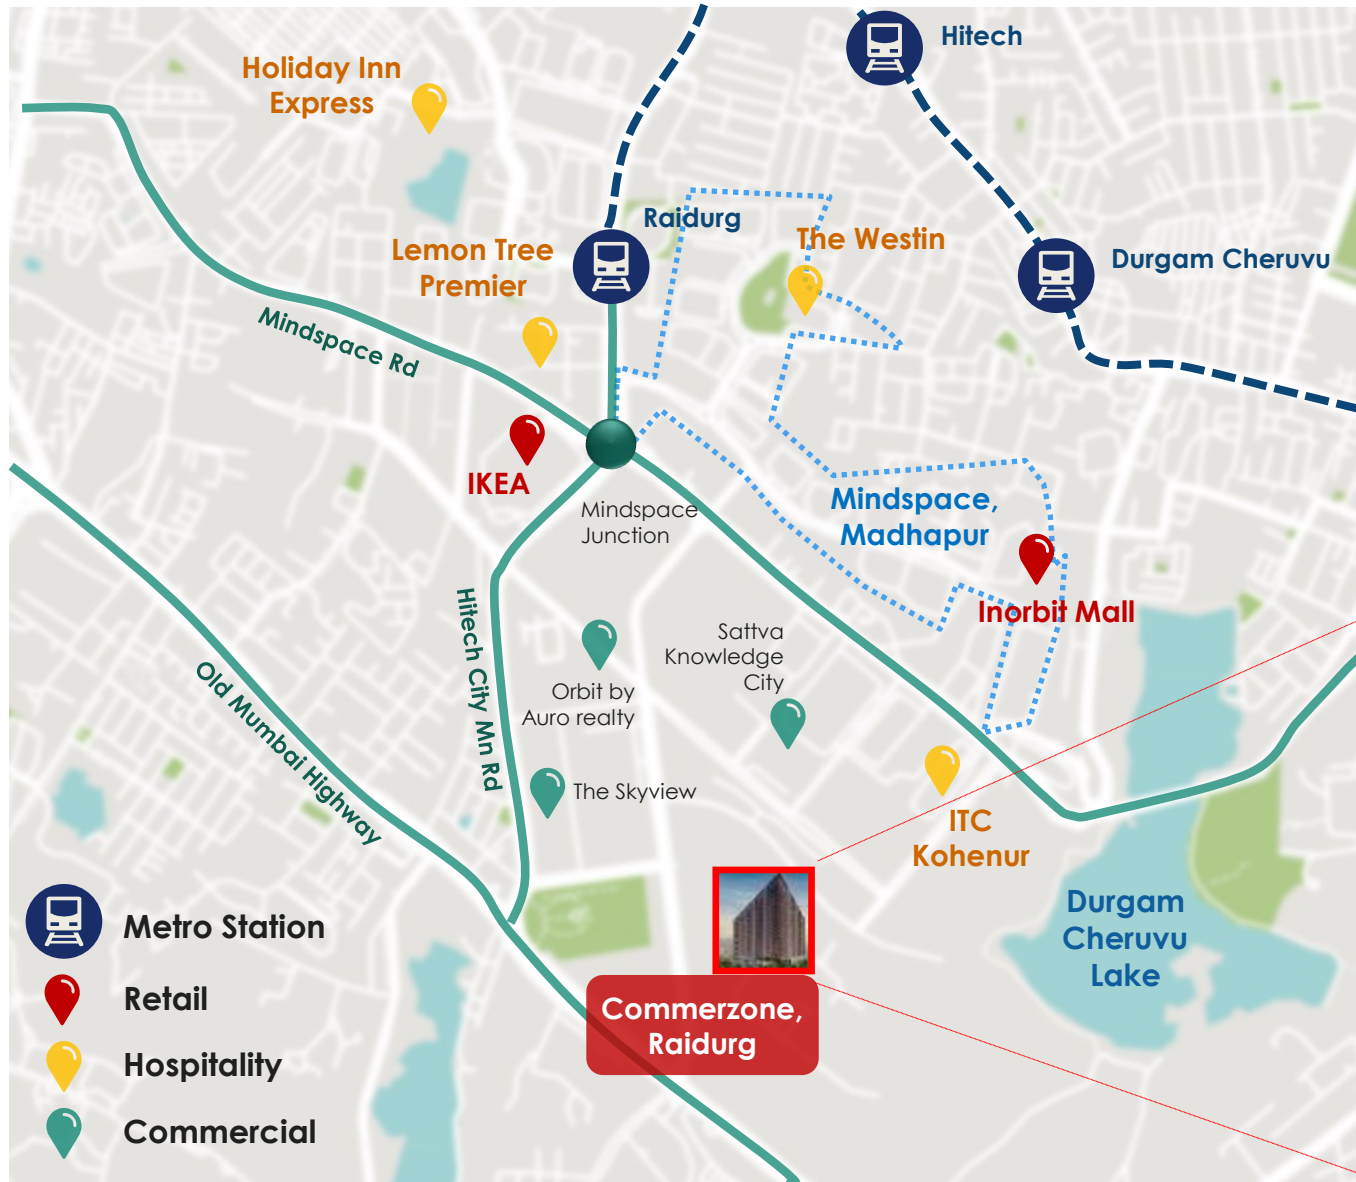 Hitech
Holiday Inn
Express
Raidurg
The Westin
Lemon Tree
Premier
Durgam Cheruvu
Mindspace Rd
IKEA
Mindspace
Junction
Mindspace,
Madhapur
Inorbit Mall
Hitech City Mn Rd
Sattva
Knowledge
City
Orbit by
Auro realty
Old Mumbai Highway
The Skyview
ITC
Kohenur
Durgam
Cheruvu
Lake
Commerzone,
Raidurg
Metro Station
Retail
Hospitality
Commercial